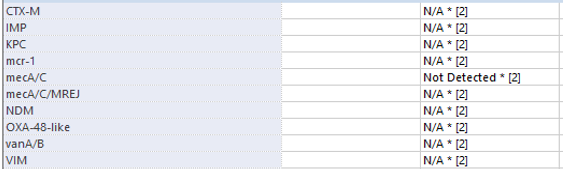 CTX-M N/A * [2]
IMP N/A * [2]
KPC N/A * [2]
mcr-1 N/A * [2]
mecA/C Not Detected * [2]
mecA/C/MREJ N/A * [2]
NDM N/A * [2]
OXA-48-like N/A * [2]
vanA/B N/A * [2]
VIM N/A * [2]